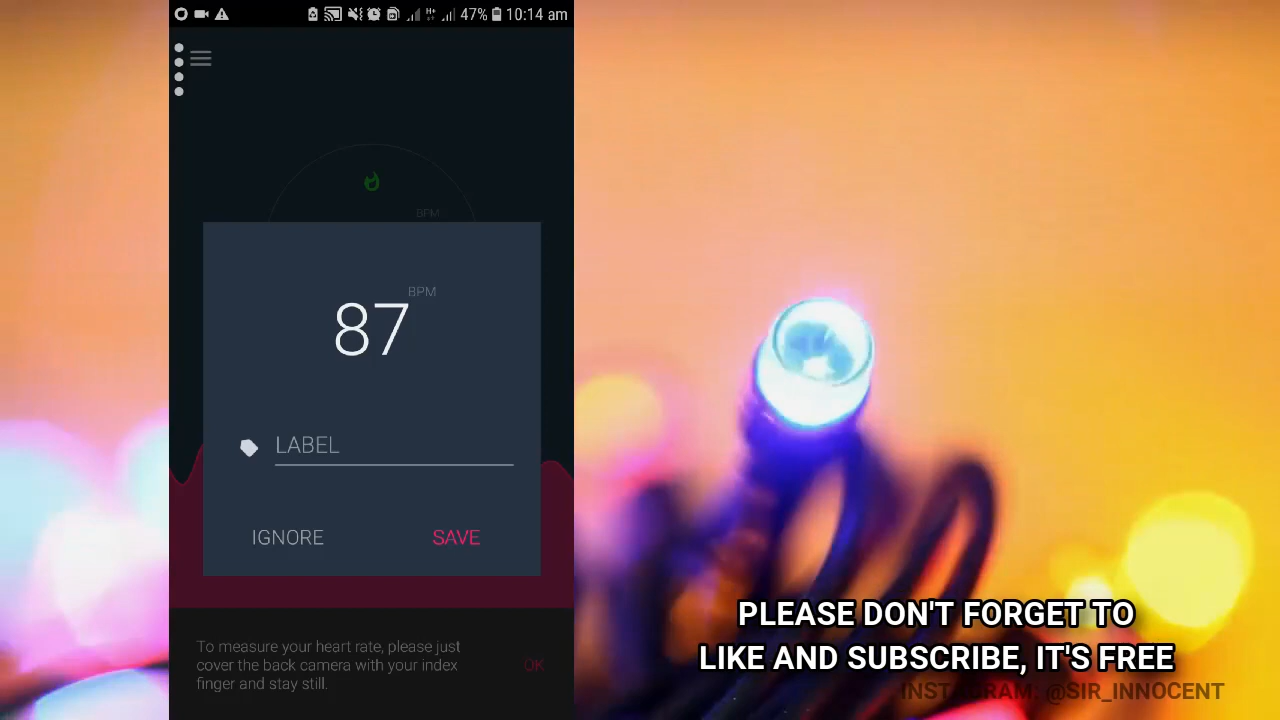 47% 10:14 am
BPM
BPM
87
LABEL
IGNORE SAVE
To measure your heart rate, please just
cover the back camera with your index
finger and stay still.
OK
PLEASE DON'T FORGET TO
LIKE AND SUBSCRIBE, IT'S FREE
INSTAGRAM: @SIR_INNOCENT